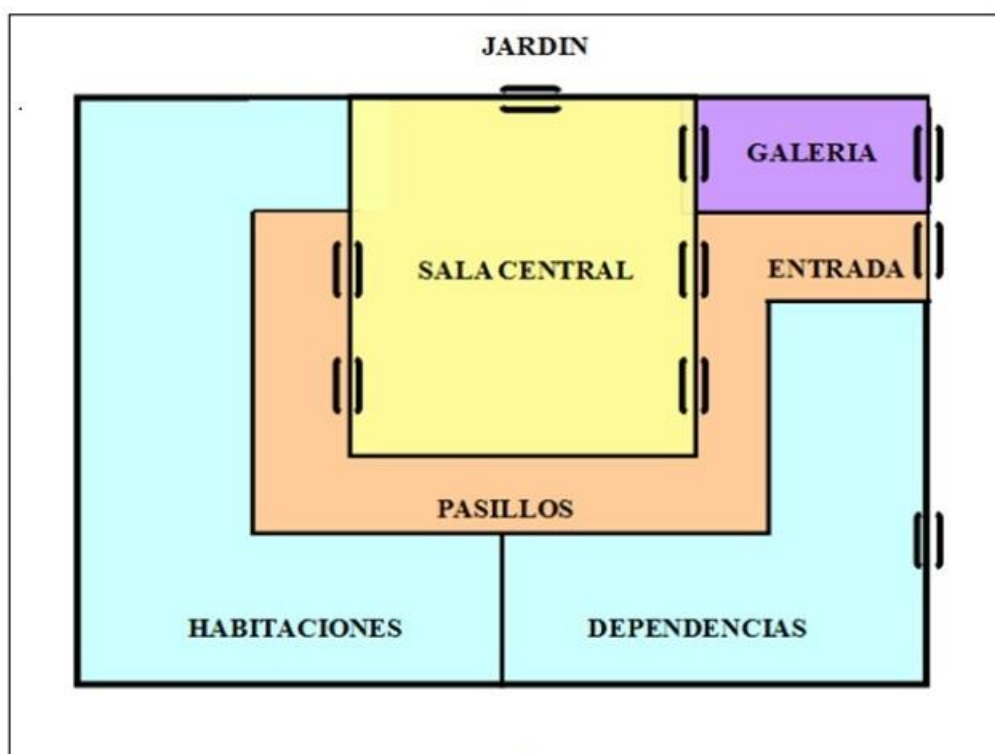 JARDIN
GALERIA
SALA CENTRAL
ENTRADA
PASILLOS
HABITACIONES
DEPENDENCIAS